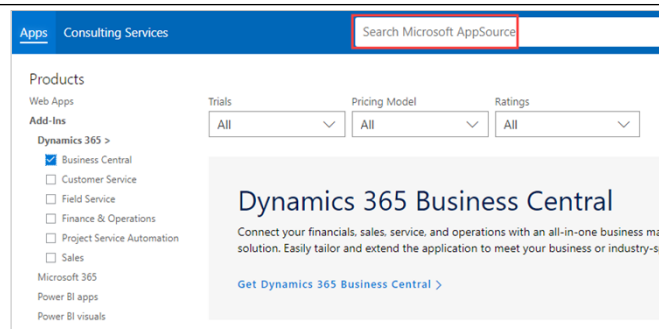 Apps Consulting Services Search Microsoft AppSource
Products
Web Apps
Add-Ins
Dynamics 365 >
Business Central
Customer Service
Field Service
Finance & Operations
Project Service Automation
Sales
Microsoft 365
Power BI apps
Power BI visuals
Trials Pricing Model Ratings
All All All
Dynamics 365 Business Central
Connect your financials, sales, service, and operations with an all-in-one business
solution. Easily tailor and extend the application to meet your business or
Get Dynamics 365 Business Central >